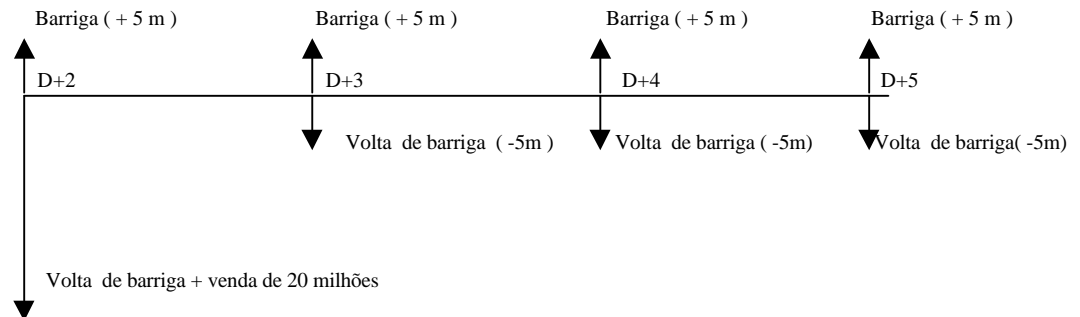 Barriga ( + 5 m )
Barriga ( + 5 m )
Barriga ( + 5 m )
Barriga ( + 5 m )
D+2
D+3
D+4
D+5
Volta de barriga ( -5m )
Volta de barriga ( -5m)
Volta de barriga( -5m)
Volta de barriga + venda de 20 milhões